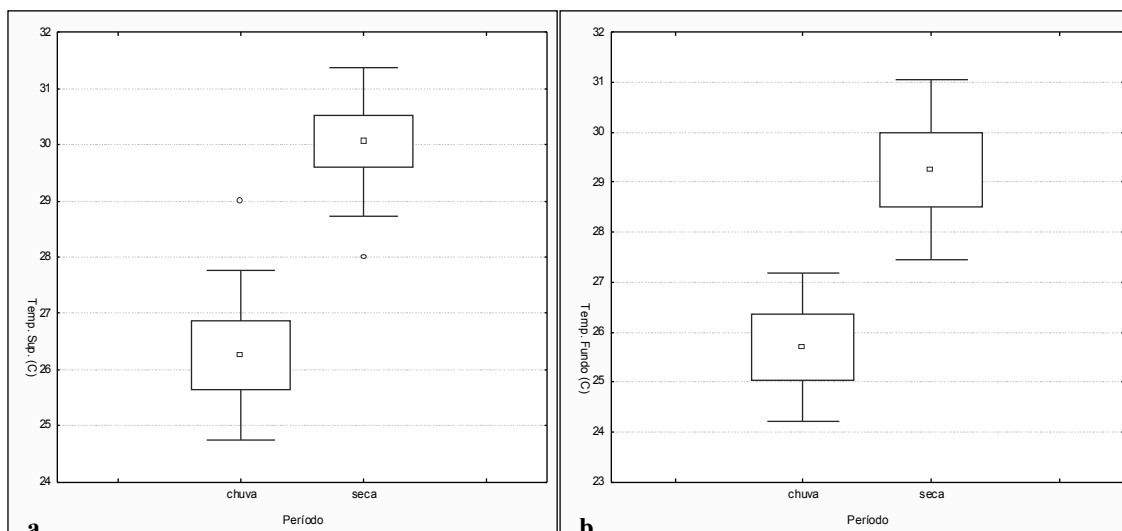 32
31
30
29
28
27
26
25
24
Temp. Sup. (C)
chuva
seca
Período
a
32
31
30
29
28
27
26
25
24
23
Temp. Fundo (C)
chuva
seca
Período
b